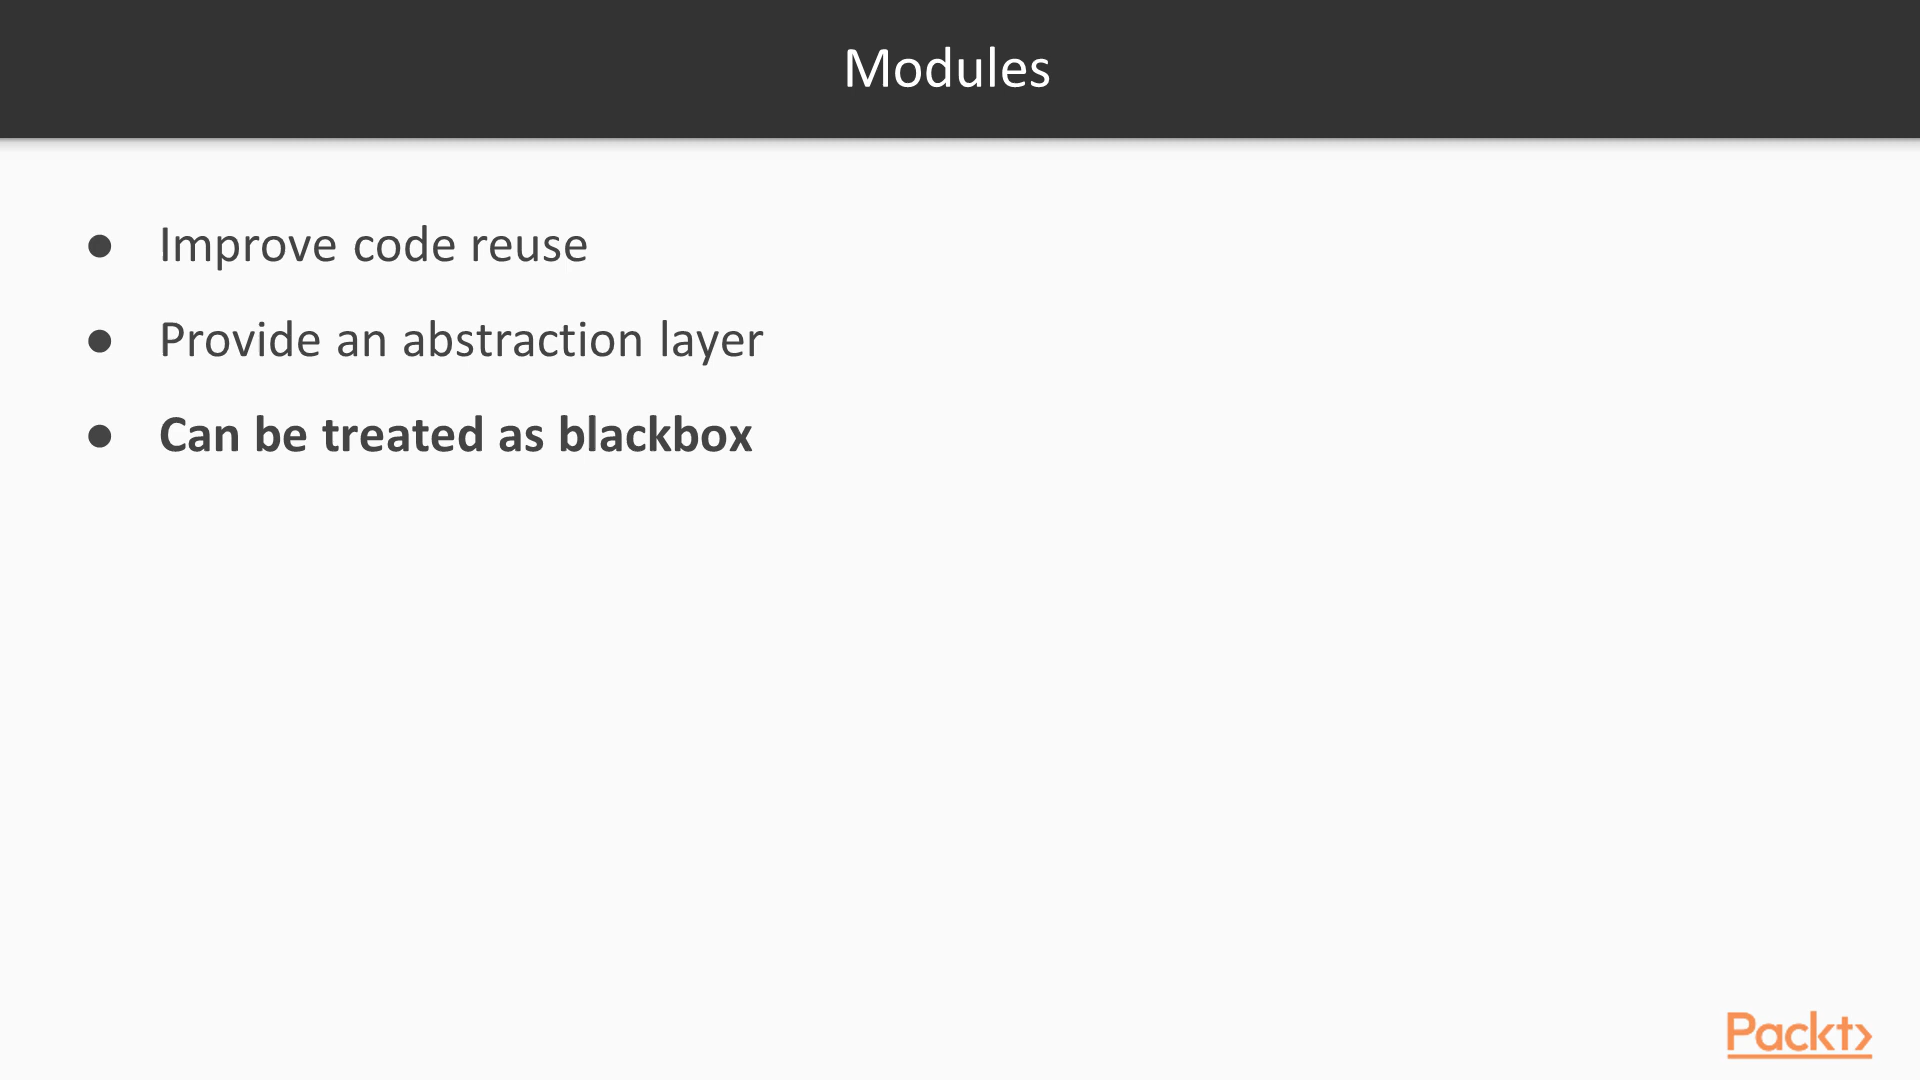 Modules
● Improve code reuse
● Provide an abstraction layer
● Can be treated as blackbox
Packt>